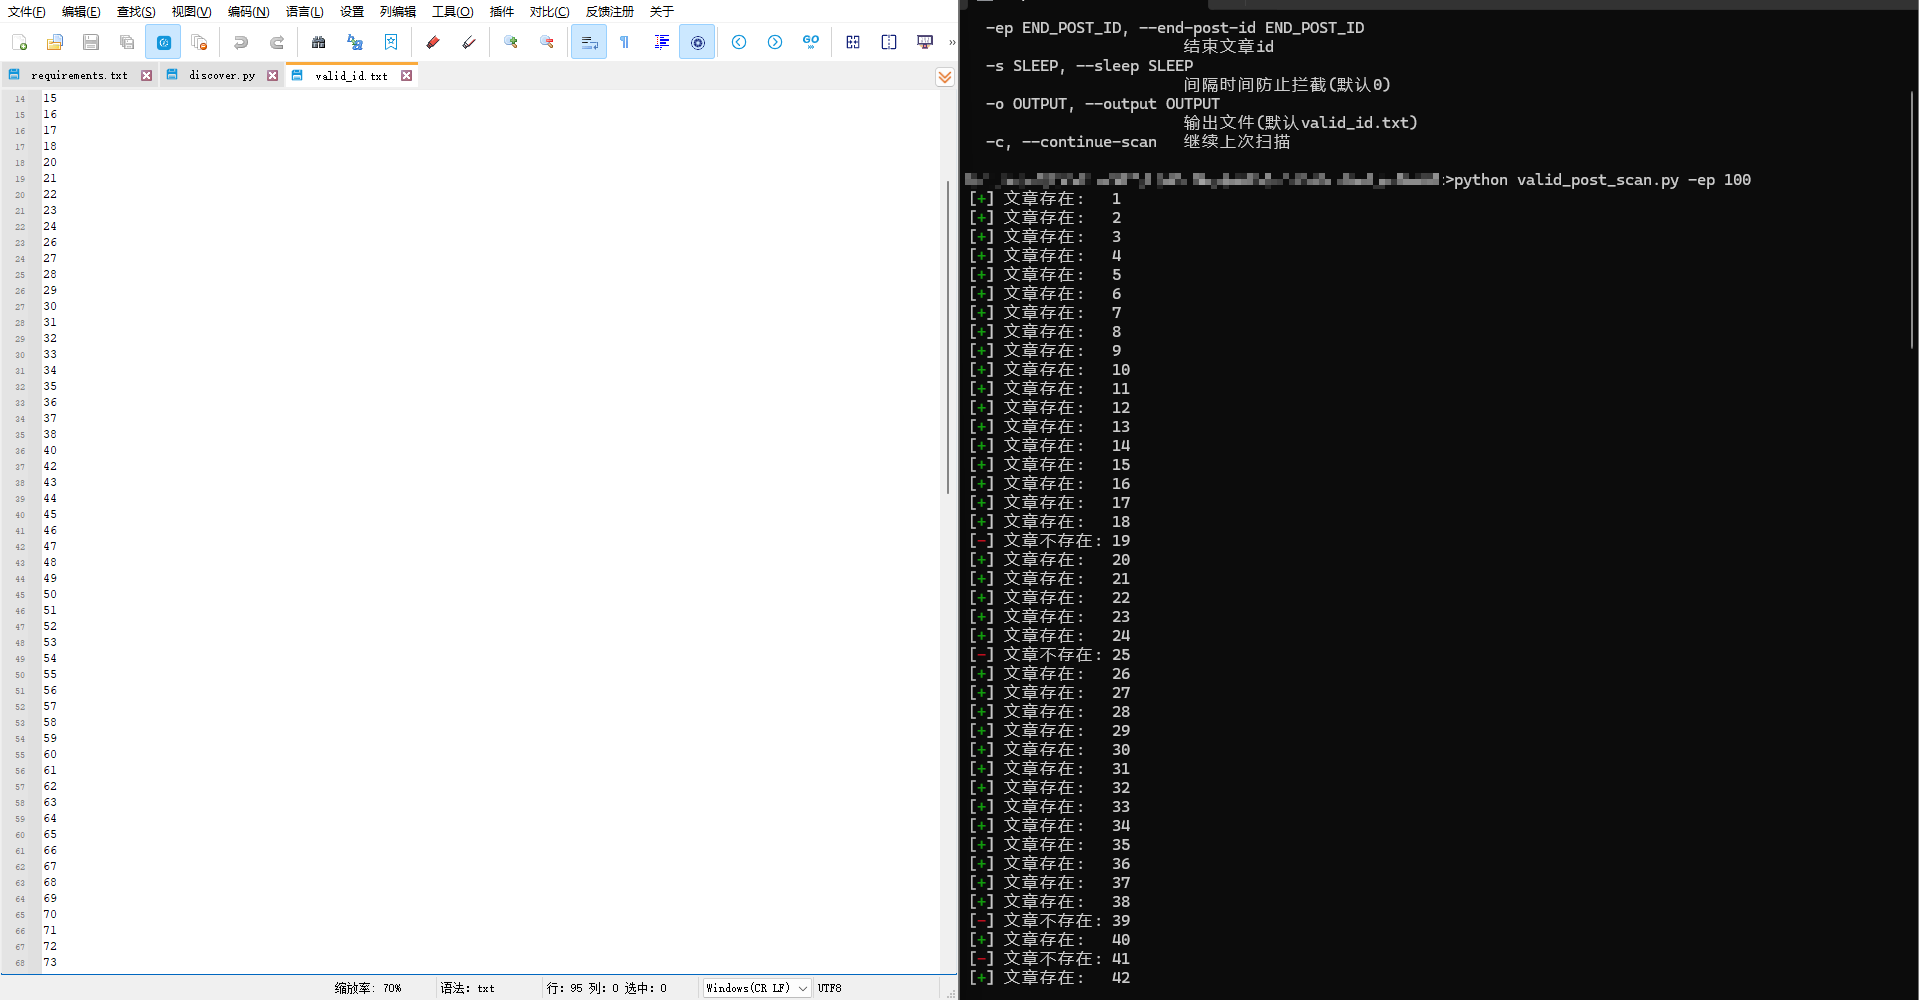 文件(F) 编辑(E) 查找(S) 视图(V) 编码(N) 语言(L) 设置 列编辑 工具(O) 插件 对比(C) 反馈注册 关于
GO
requirements.txt discover.py valid_id.txt
14 15
15 16
16 17
17 18
18 20
19 21
20 22
21 23
22 24
23 26
24 27
25 28
26 29
27 30
28 31
29 32
30 33
31 34
32 35
33 36
34 37
35 38
36 40
37 42
38 43
39 44
40 45
41 46
42 47
43 48
44 49
45 50
46 51
47 52
48 53
49 54
50 55
51 56
52 57
53 58
54 59
55 60
56 61
57 62
58 63
59 64
60 65
61 66
62 67
63 68
64 69
65 70
66 71
67 72
68 73
缩放率: 70% 语法: txt 行: 95 列: 0 选中: 0 Windows(CR LF) UTF8
-ep END_POST_ID, --end-post-id END_POST_ID
结束文章id
-s SLEEP, --sleep SLEEP
间隔时间防止拦截(默认0)
-o OUTPUT, --output OUTPUT
输出文件(默认valid_id.txt)
-c, --continue-scan 继续上次扫描
>python valid_post_scan.py -ep 100
[+] 文章存在: 1
[+] 文章存在: 2
[+] 文章存在: 3
[+] 文章存在: 4
[+] 文章存在: 5
[+] 文章存在: 6
[+] 文章存在: 7
[+] 文章存在: 8
[+] 文章存在: 9
[+] 文章存在: 10
[+] 文章存在: 11
[+] 文章存在: 12
[+] 文章存在: 13
[+] 文章存在: 14
[+] 文章存在: 15
[+] 文章存在: 16
[+] 文章存在: 17
[+] 文章存在: 18
[-] 文章不存在: 19
[+] 文章存在: 20
[+] 文章存在: 21
[+] 文章存在: 22
[+] 文章存在: 23
[+] 文章存在: 24
[-] 文章不存在: 25
[+] 文章存在: 26
[+] 文章存在: 27
[+] 文章存在: 28
[+] 文章存在: 29
[+] 文章存在: 30
[+] 文章存在: 31
[+] 文章存在: 32
[+] 文章存在: 33
[+] 文章存在: 34
[+] 文章存在: 35
[+] 文章存在: 36
[+] 文章存在: 37
[+] 文章存在: 38
[-] 文章不存在: 39
[+] 文章存在: 40
[-] 文章不存在: 41
[+] 文章存在: 42